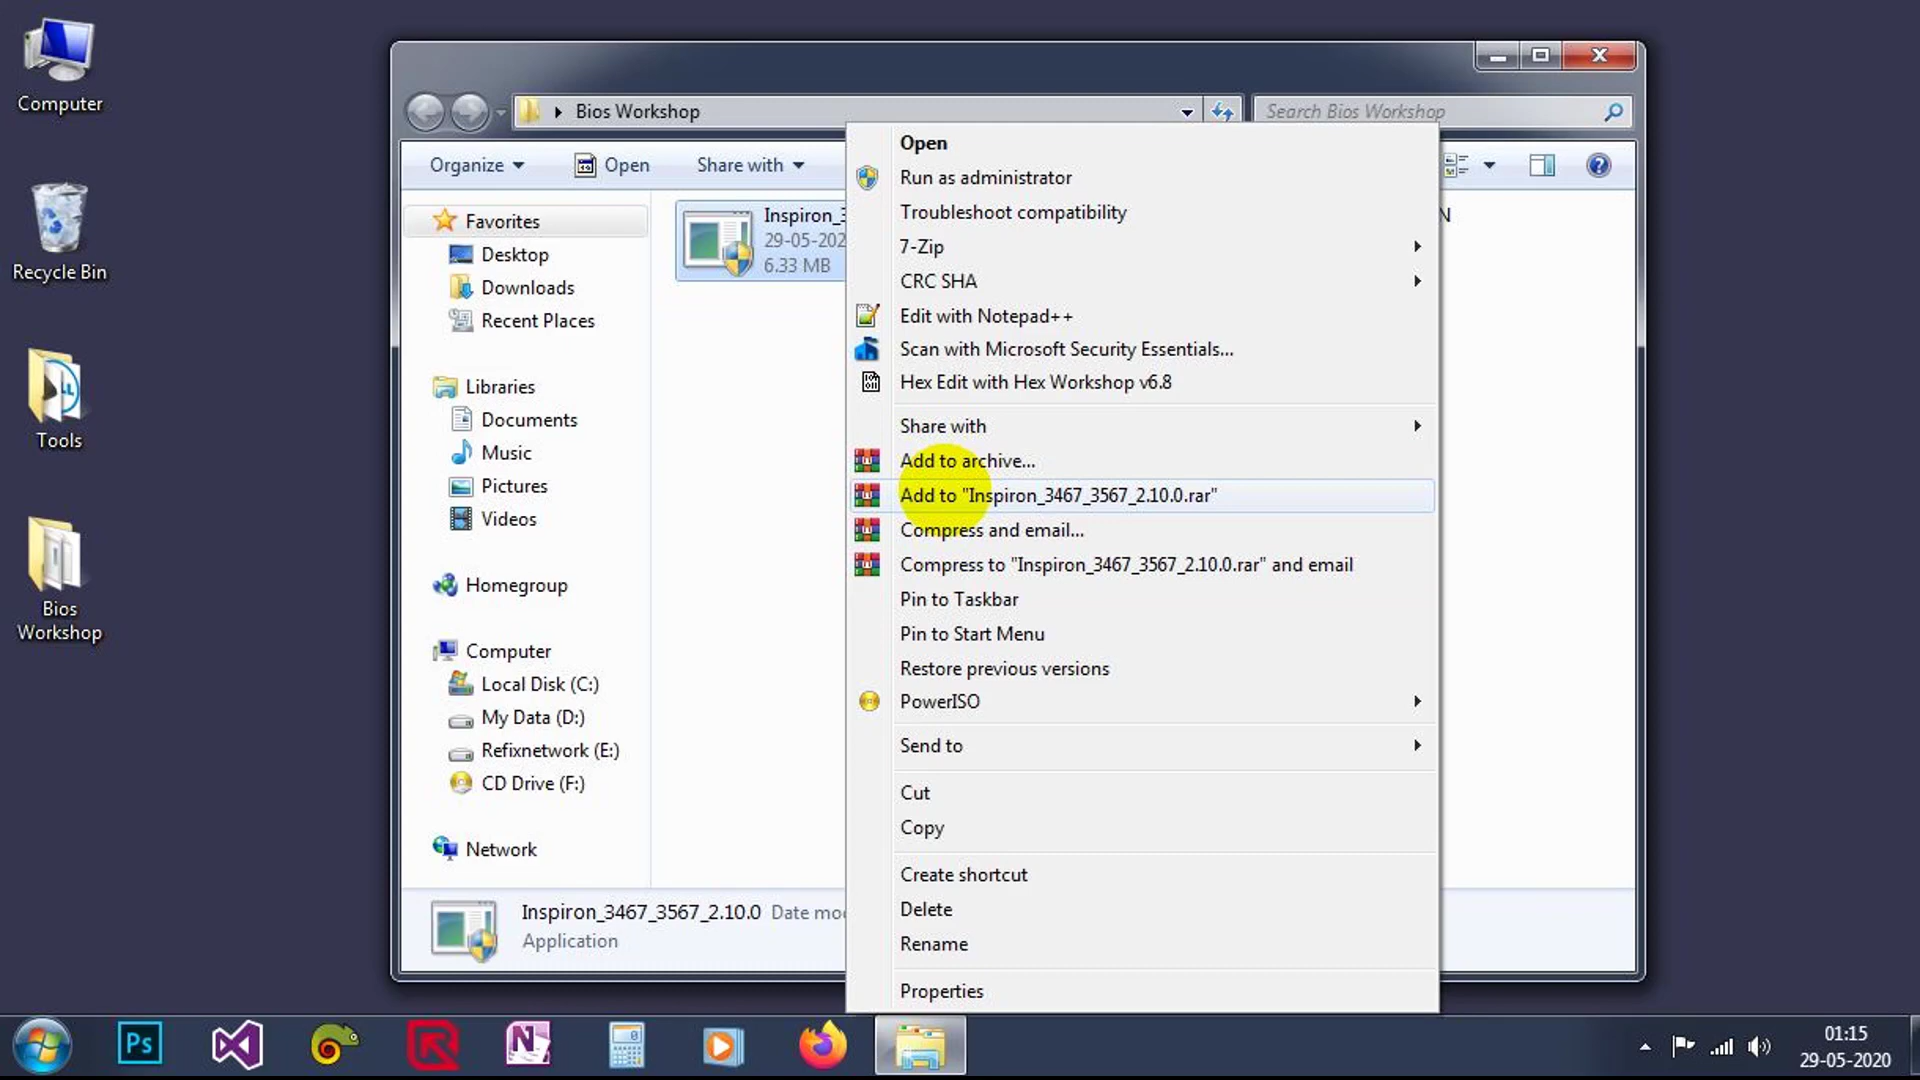 Computer
Recycle Bin
Tools
Bios
Workshop
Bios Workshop
Search Bios Workshop
Organize
Open
Share with
Favorites
Desktop
Downloads
Recent Places
Libraries
Documents
Music
Pictures
Videos
Homegroup
Computer
Local Disk (C:)
My Data (D:)
Refixnetwork (E:)
CD Drive (F:)
Network
Inspiron_3
29-05-202
6.33 MB
N
Open
Run as administrator
Troubleshoot compatibility
7-Zip
CRC SHA
Edit with Notepad++
Scan with Microsoft Security Essentials...
Hex Edit with Hex Workshop v6.8
Share with
Add to archive...
Add to "Inspiron_3467_3567_2.10.0.rar"
Compress and email...
Compress to "Inspiron_3467_3567_2.10.0.rar" and email
Pin to Taskbar
Pin to Start Menu
Restore previous versions
PowerISO
Send to
Cut
Copy
Create shortcut
Delete
Rename
Properties
Inspiron_3467_3567_2.10.0 Date mo
Application
Ps
N
01:15
29-05-2020